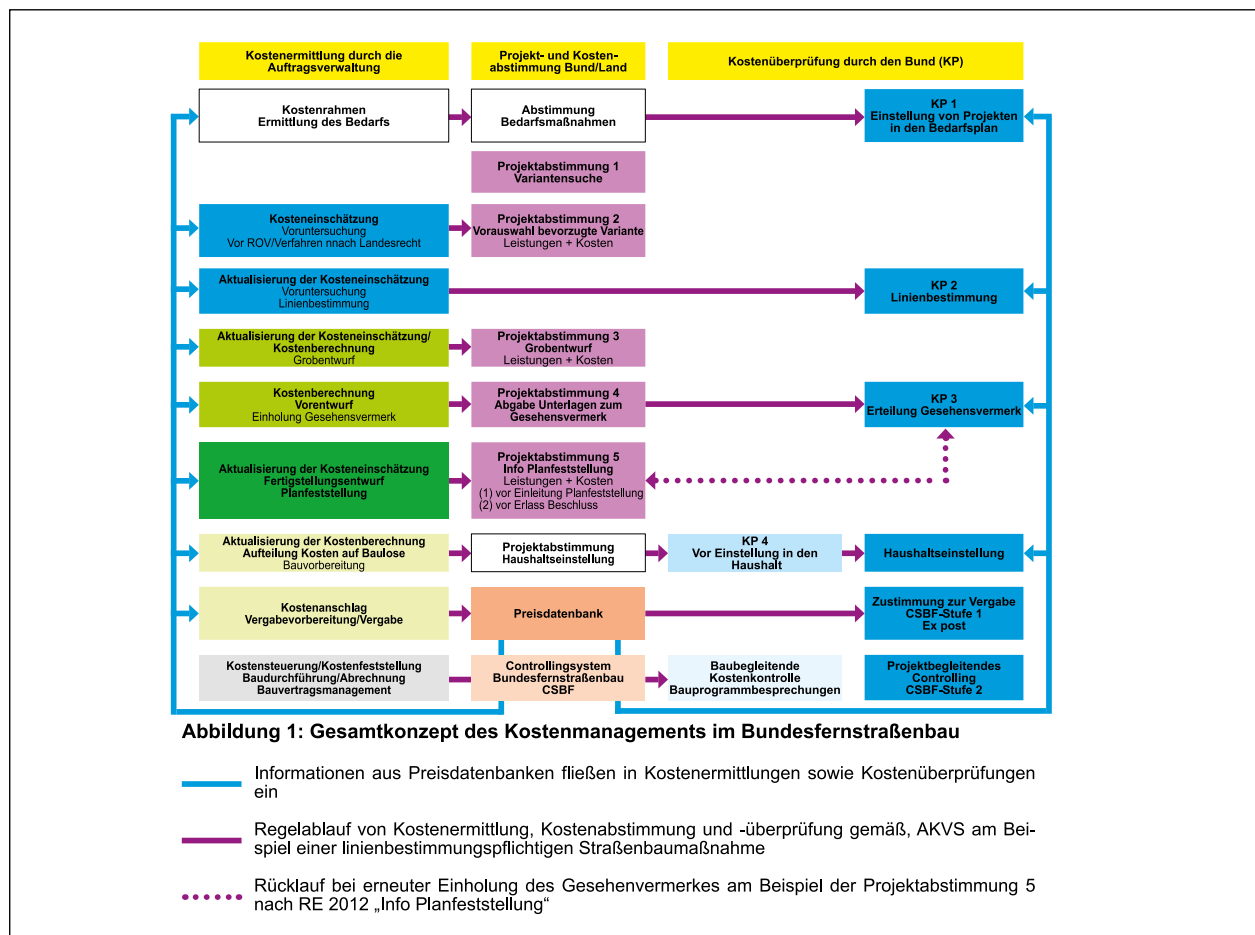 Kostenermittlung durch die
Auftragsverwaltung
Projekt- und Kosten-
abstimmung Bund/Land
Kostenüberprüfung durch den Bund (KP)
Kostenrahmen
Ermittlung des Bedarfs
Abstimmung
Bedarfsmaßnahmen
KP 1
Einstellung von Projekten
in den Bedarfsplan
Projektabstimmung 1
Variantensuche
Kosteneinschätzung
Voruntersuchung
Vor ROV/Verfahren nnach Landesrecht
Projektabstimmung 2
Vorauswahl bevorzugte Variante
Leistungen + Kosten
Aktualisierung der Kosteneinschätzung
Voruntersuchung
Linienbestimmung
KP 2
Linienbestimmung
Aktualisierung der Kosteneinschätzung/
Kostenberechnung
Grobentwurf
Projektabstimmung 3
Grobentwurf
Leistungen + Kosten
Kostenberechnung
Vorentwurf
Einholung Gesehensvermerk
Projektabstimmung 4
Abgabe Unterlagen zum
Gesehensvermerk
KP 3
Erteilung Gesehensvermerk
Aktualisierung der Kosteneinschätzung
Fertigstellungsentwurf
Planfeststellung
Projektabstimmung 5
Info Planfeststellung
Leistungen + Kosten
(1) vor Einleitung Planfeststellung
(2) vor Erlass Beschluss
Aktualisierung der Kostenberechnung
Aufteilung Kosten auf Baulose
Bauvorbereitung
Projektabstimmung
Haushaltseinstellung
KP 4
Vor Einstellung in den
Haushalt
Haushaltseinstellung
Kostenanschlag
Vergabevorbereitung/Vergabe
Preisdatenbank
Zustimmung zur Vergabe
CSBF-Stufe 1
Ex post
Kostensteuerung/Kostenfeststellung
Baudurchführung/Abrechnung
Bauvertragsmanagement
Controllingsystem
Bundesfernstraßenbau
CSBF
Baubegleitende
Kostenkontrolle
Bauprogrammbesprechungen
Projektbegleitendes
Controlling
CSBF-Stufe 2
Abbildung 1: Gesamtkonzept des Kostenmanagements im Bundesfernstraßenbau
Informationen aus Preisdatenbanken fließen in Kostenermittlungen sowie Kostenüberprüfungen
ein
Regelablauf von Kostenermittlung, Kostenabstimmung und -überprüfung gemäß, AKVS am Bei-
spiel einer linienbestimmungspflichtigen Straßenbaumaßnahme
Rücklauf bei erneuter Einholung des Gesehenvermerkes am Beispiel der Projektabstimmung 5
nach RE 2012 „Info Planfeststellung“